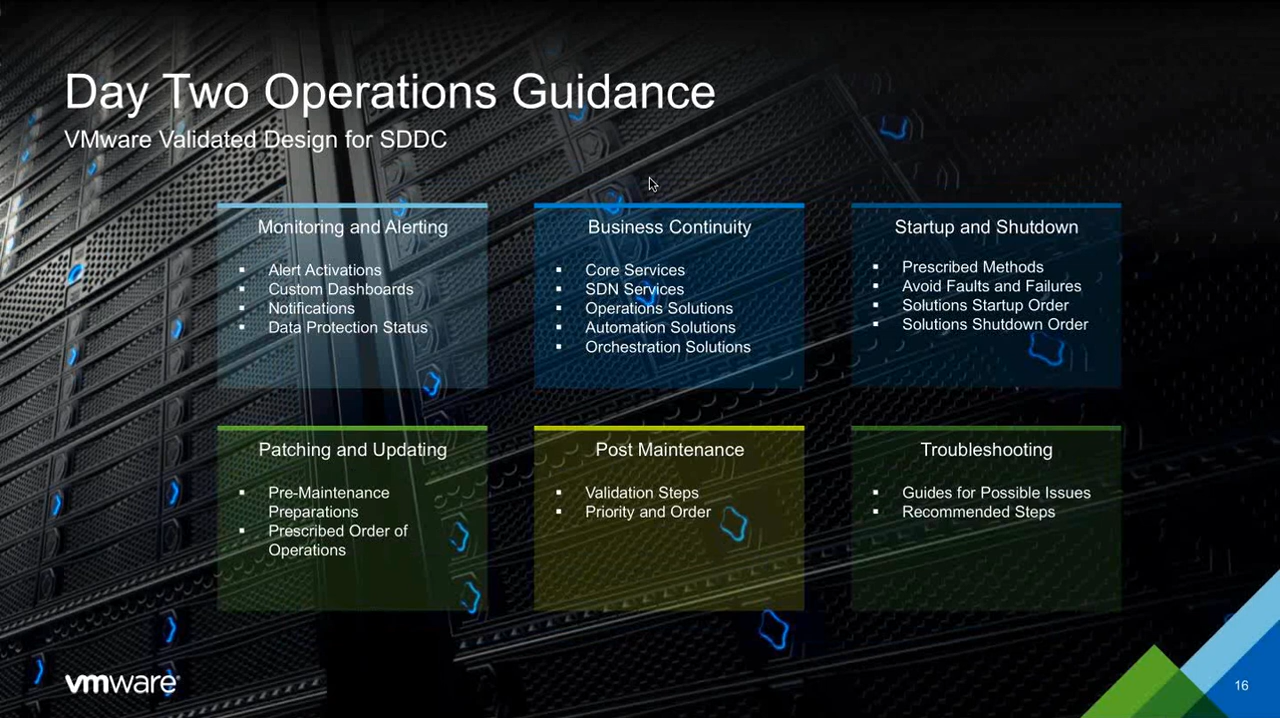 Day Two Operations Guidance
VMware Validated Design for SDDC
Monitoring and Alerting
▪ Alert Activations
▪ Custom Dashboards
▪ Notifications
▪ Data Protection Status
Business Continuity
▪ Core Services
▪ SDN Services
▪ Operations Solutions
▪ Automation Solutions
▪ Orchestration Solutions
Startup and Shutdown
▪ Prescribed Methods
▪ Avoid Faults and Failures
▪ Solutions Startup Order
▪ Solutions Shutdown Order
Patching and Updating
▪ Pre-Maintenance
Preparations
▪ Prescribed Order of
Operations
Post Maintenance
▪ Validation Steps
▪ Priority and Order
Troubleshooting
▪ Guides for Possible Issues
▪ Recommended Steps
vmware
16